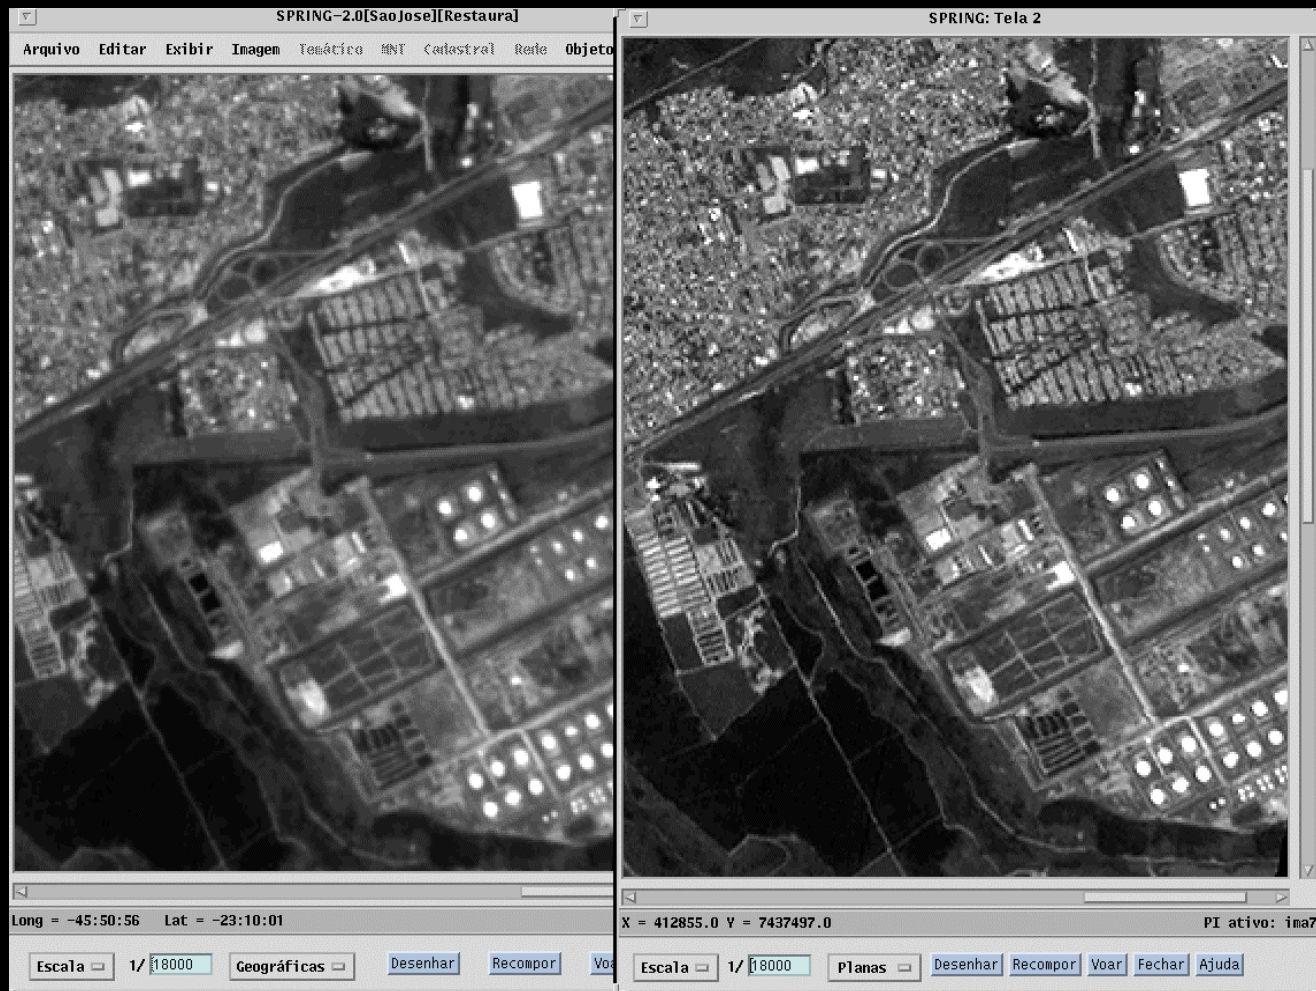 SPRING-2.0[SaoJose][Restaura]
Arquivo Editar Exibir Imagem Temático MNT Cadastral Rede Objeto
Long = -45:50:56 Lat = -23:10:01
Escala 1/ 18000 Geográficas Desenhar Recompor Voa
SPRING: Tela 2
X = 412855.0 Y = 7437497.0 PI ativo: ima7
Escala 1/ 18000 Planas Desenhar Recompor Voar Fechar Ajuda